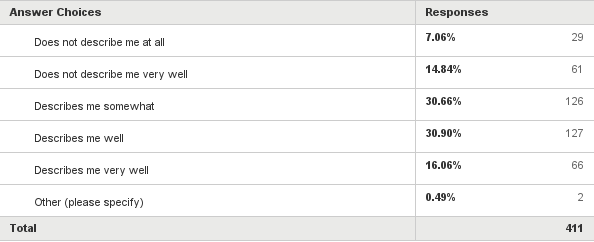 Answer Choices Responses
Does not describe me at all 7.06% 29
Does not describe me very well 14.84% 61
Describes me somewhat 30.66% 126
Describes me well 30.90% 127
Describes me very well 16.06% 66
Other (please specify) 0.49% 2
Total 411